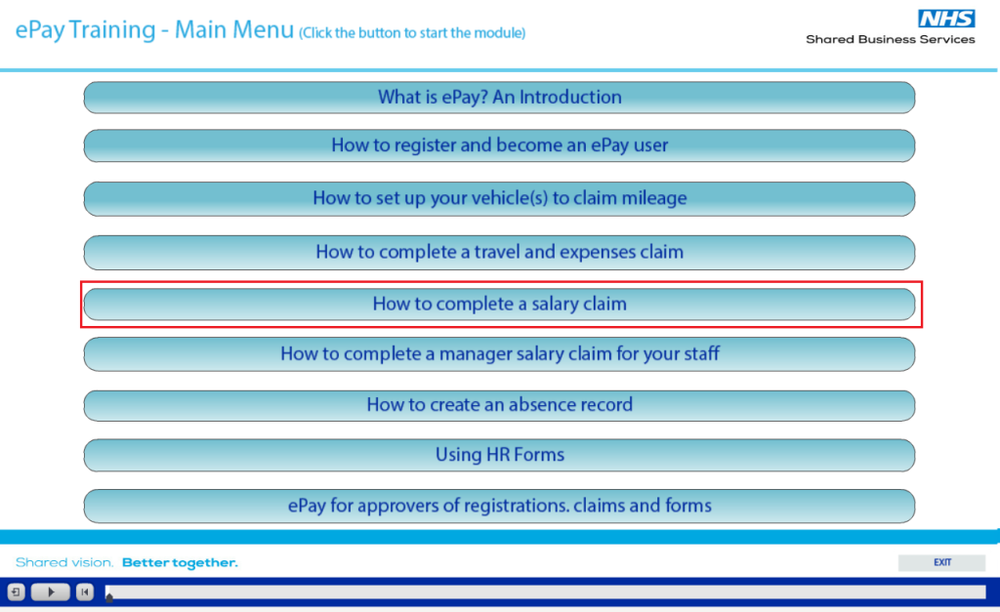 ePay Training - Main Menu (Click the button to start the module)
NHS
Shared Business Services
What is ePay? An Introduction
How to register and become an ePay user
How to set up your vehicle(s) to claim mileage
How to complete a travel and expenses claim
How to complete a salary claim
How to complete a manager salary claim for your staff
How to create an absence record
Using HR Forms
ePay for approvers of registrations. claims and forms
Shared vision. Better together.
EXIT